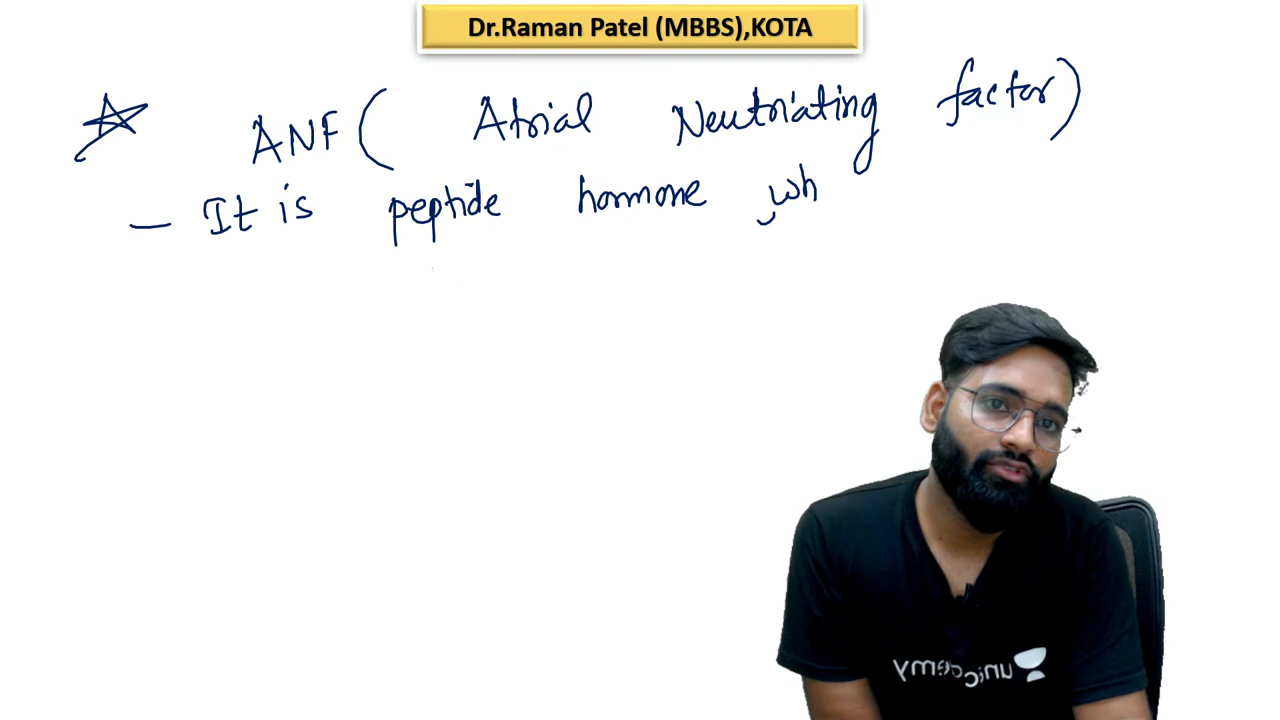 Dr.Raman Patel (MBBS),KOTA
ANF ( Atrial Neutriating factor)
— It is peptide hormone wh
unacademy